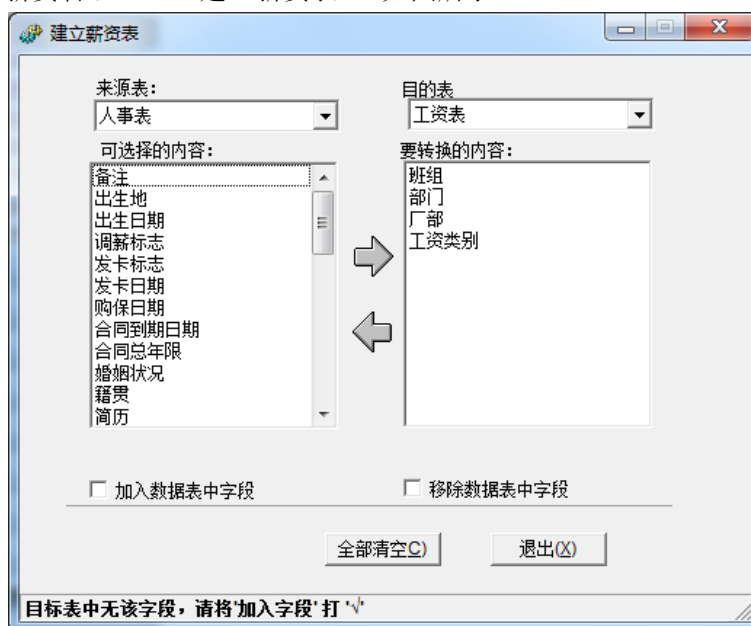 建立薪资表
来源表：
目的表
人事表
工资表
可选择的内容：
要转换的内容：
备注
出生地
出生日期
调薪标志
发卡标志
发卡日期
购保日期
合同到期日期
合同总年限
婚姻状况
籍贯
简历
班组
部门
厂部
工资类别
加入数据表中字段
移除数据表中字段
全部清空C)
退出(X)
目标表中无该字段，请将'加入字段' 打 '√'